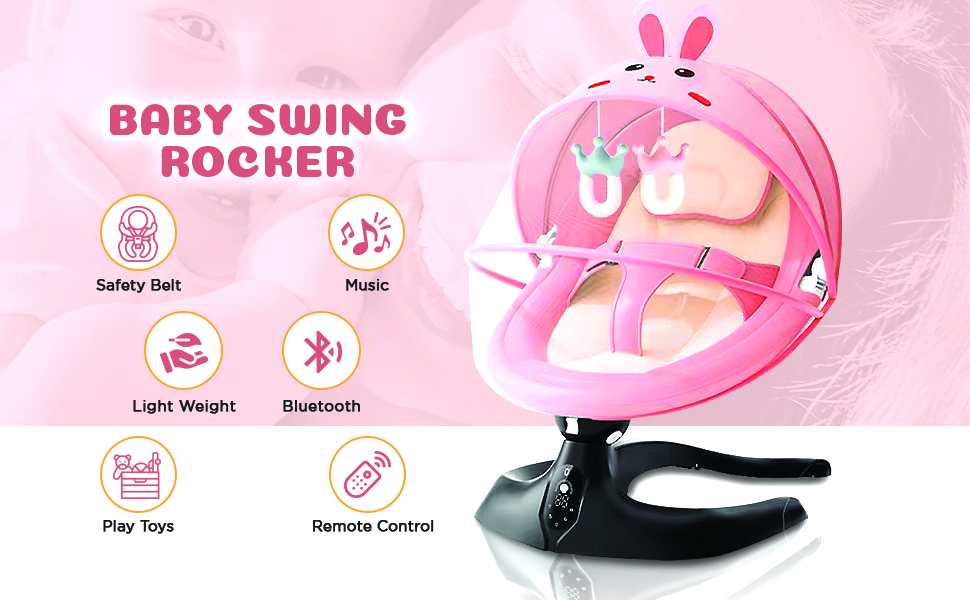 BABY SWING
ROCKER
Safety Belt
Music
Light Weight
Bluetooth
Play Toys
Remote Control